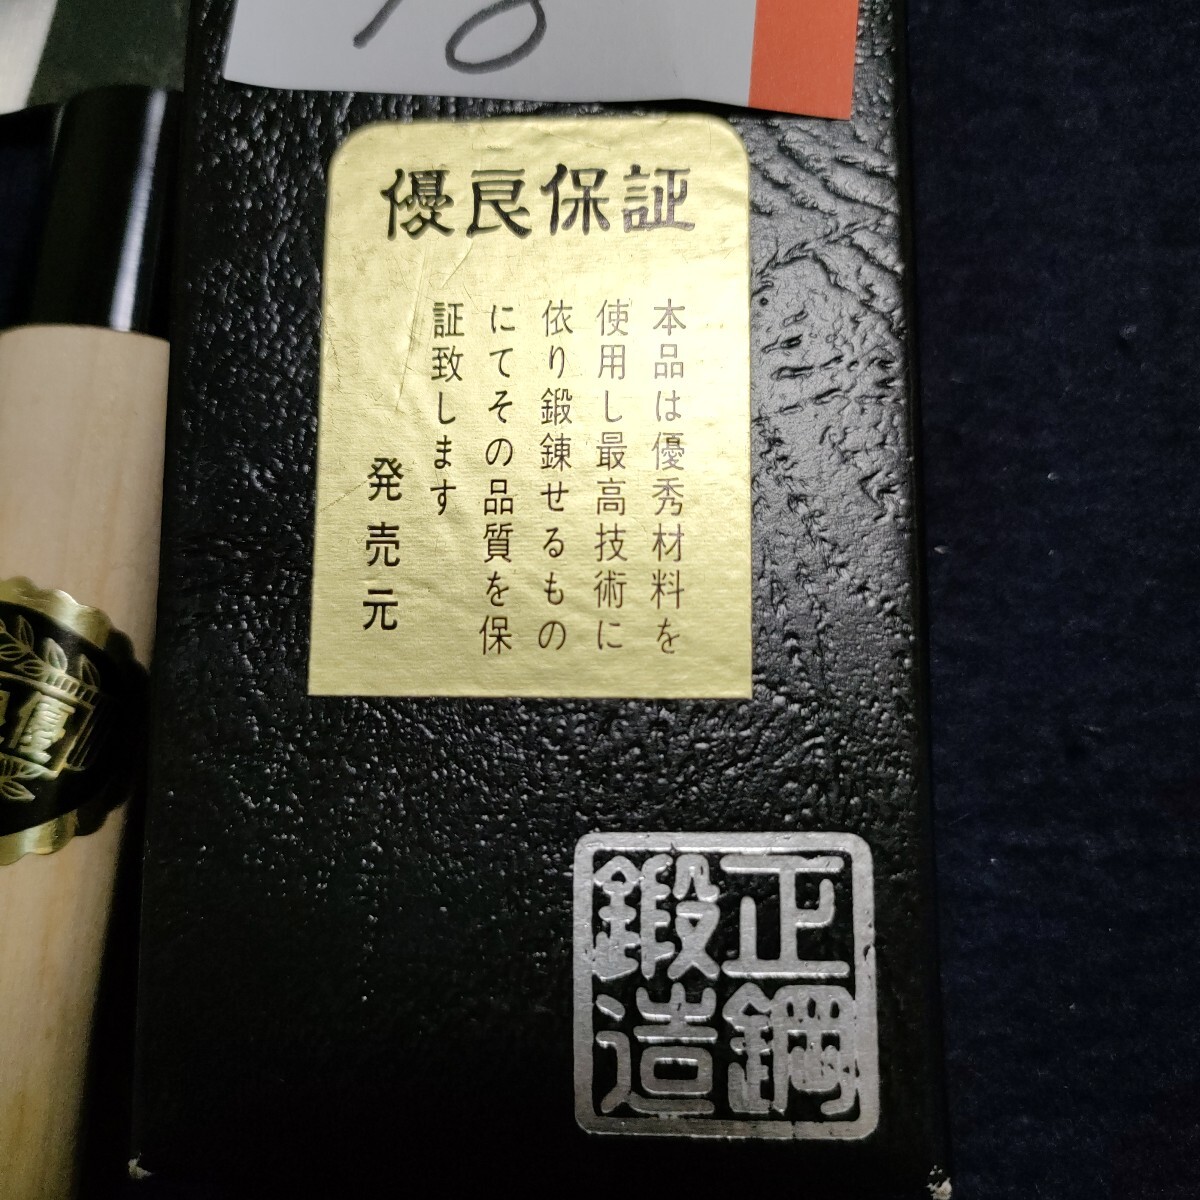 優良保証
本品は優秀材料を
使用し最高技術に
依り鍛錬せるもの
にてその品質を保
証致します
発売元
正鋼
鍛造
優